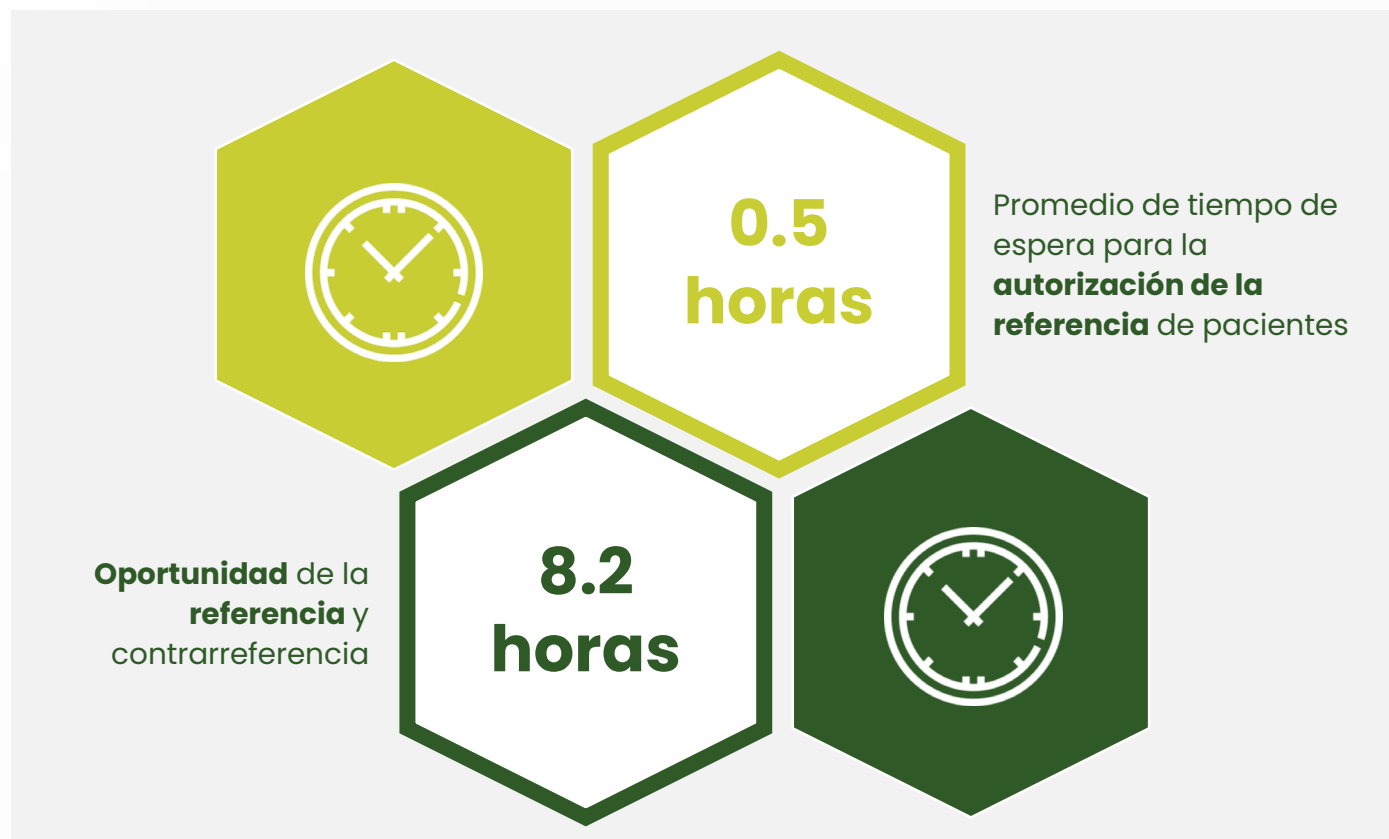 0.5
horas
Promedio de tiempo de
espera para la
autorización de la
referencia de pacientes
Oportunidad de la
referencia y
contrarreferencia
8.2
horas